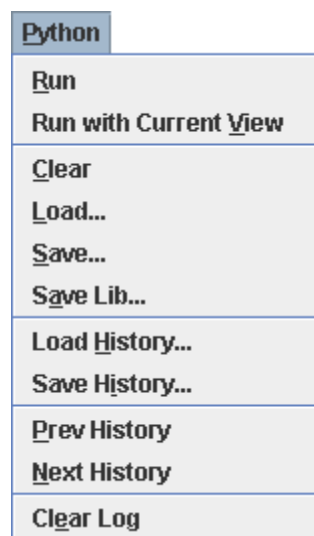 Python
Run
Run with Current View
Clear
Load...
Save...
Save Lib...
Load History...
Save History...
Prev History
Next History
Clear Log